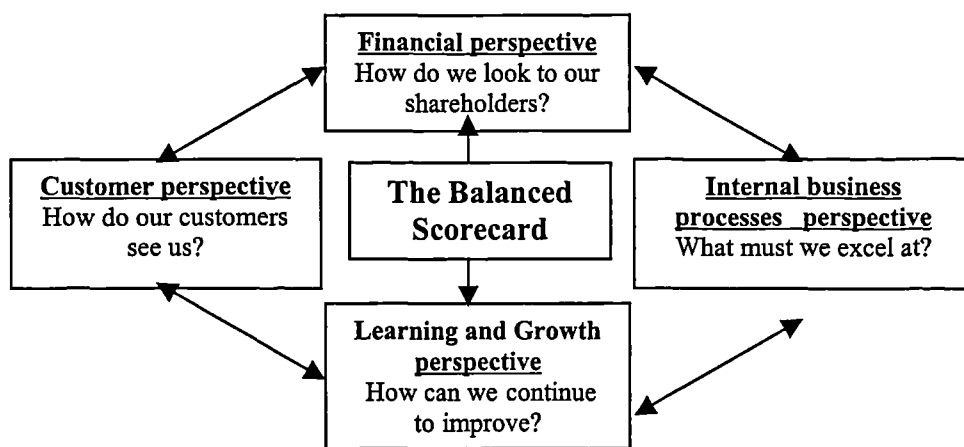 Financial perspective
How do we look to our
shareholders?
Customer perspective
How do our customers
see us?
The Balanced
Scorecard
Internal business
processes perspective
What must we excel at?
Learning and Growth
perspective
How can we continue
to improve?